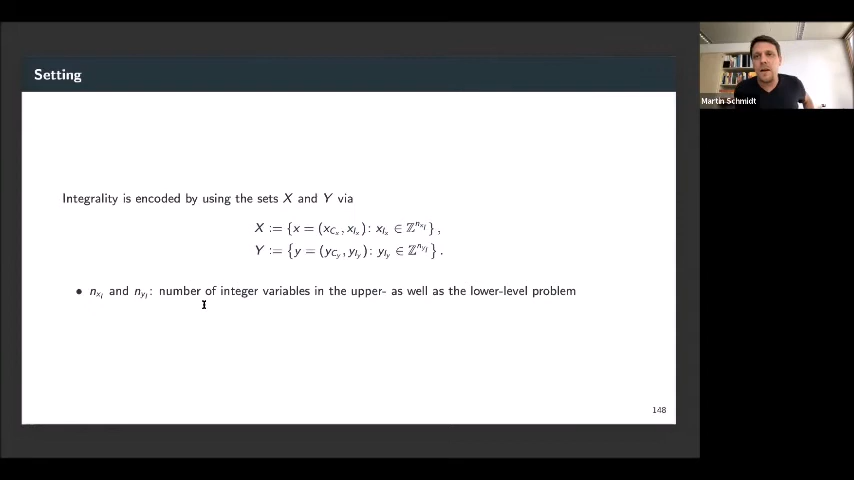 Setting
Martin Schmidt
Integrality is encoded by using the sets X and Y via
X := {x = (x_{C_x}, x_{I_x}) : x_{I_x} ∈ ℤ^{n_{x_I}}} ,
Y := {y = (y_{C_y}, y_{I_y}) : y_{I_y} ∈ ℤ^{n_{y_I}}} .
• n_{x_I} and n_{y_I}: number of integer variables in the upper- as well as the lower-level problem
148